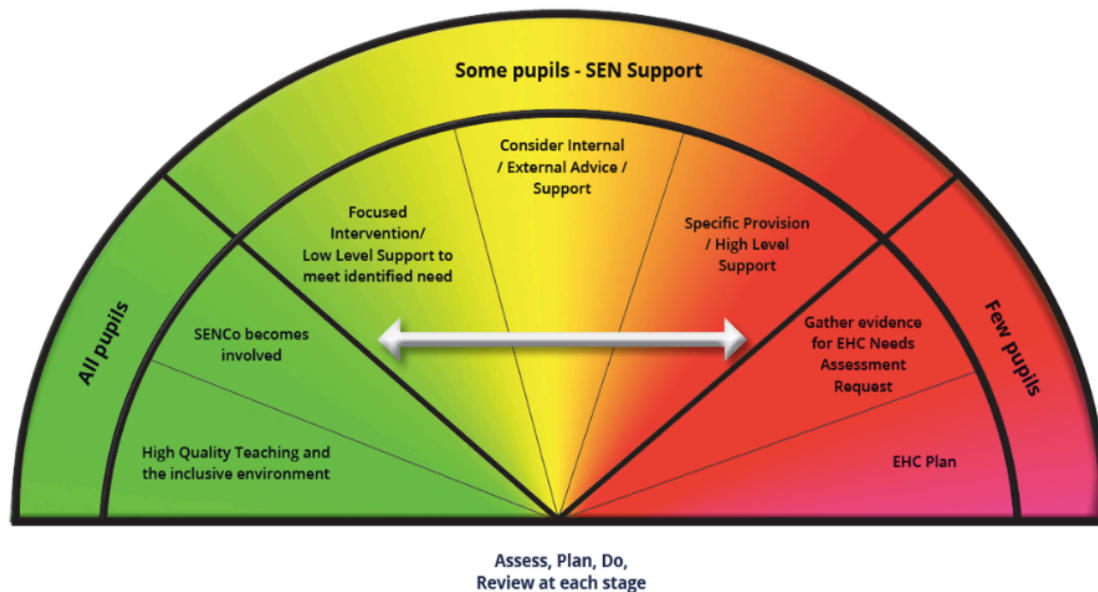 Some pupils - SEN Support
Consider Internal
/ External Advice /
Support
Focused
Intervention/
Low Level Support to
meet identified need
Specific Provision
/ High Level
Support
All pupils
SENCo becomes
involved
Gather evidence
for EHC Needs
Assessment
Request
Few pupils
High Quality Teaching and
the inclusive environment
EHC Plan
Assess, Plan, Do,
Review at each stage